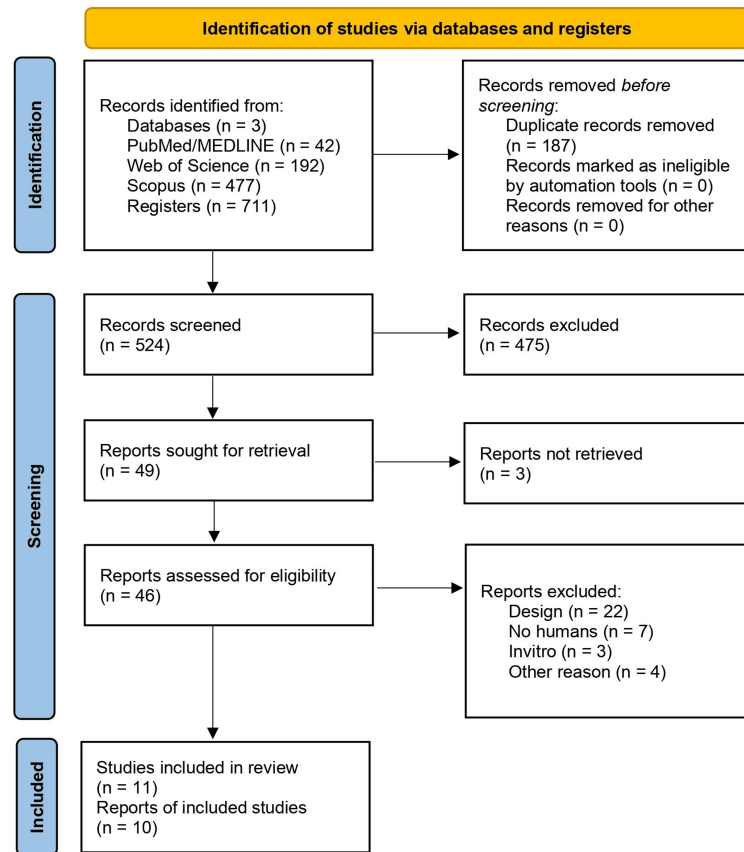 Identification of studies via databases and registers
Identification
Records identified from:
Databases (n = 3)
PubMed/MEDLINE (n = 42)
Web of Science (n = 192)
Scopus (n = 477)
Registers (n = 711)
Records removed before
screening:
Duplicate records removed
(n = 187)
Records marked as ineligible
by automation tools (n = 0)
Records removed for other
reasons (n = 0)
Screening
Records screened
(n = 524)
Records excluded
(n = 475)
Reports sought for retrieval
(n = 49)
Reports not retrieved
(n = 3)
Reports assessed for eligibility
(n = 46)
Reports excluded:
Design (n = 22)
No humans (n = 7)
Invitro (n = 3)
Other reason (n = 4)
Included
Studies included in review
(n = 11)
Reports of included studies
(n = 10)